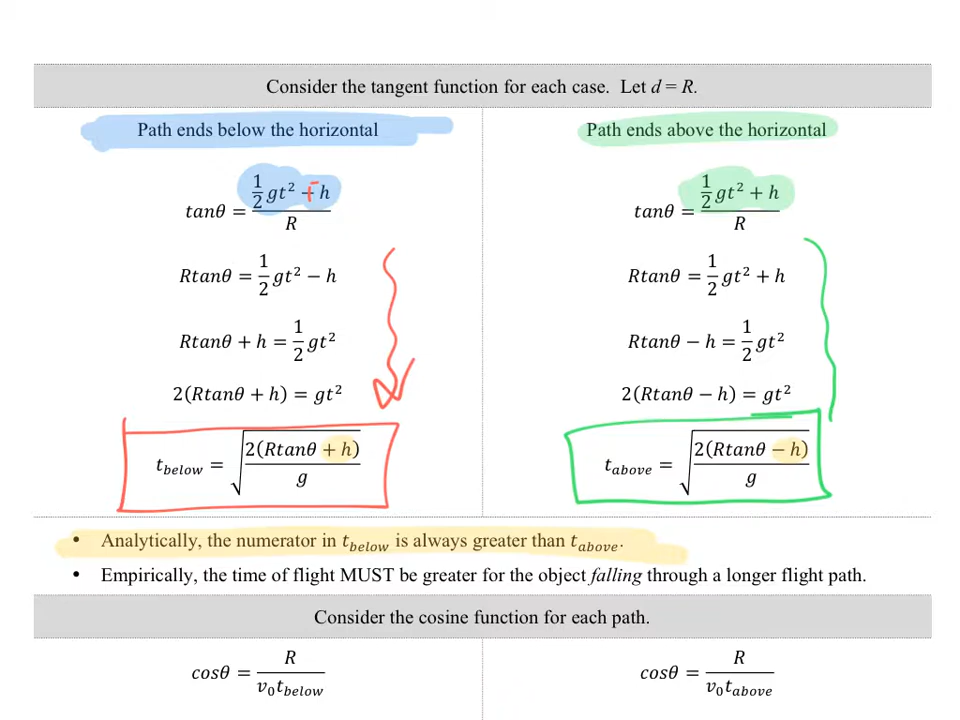 Consider the tangent function for each case. Let d = R.
Path ends below the horizontal
tanθ = (1/2 gt² − h)/R
Rtanθ = 1/2 gt² − h
Rtanθ + h = 1/2 gt²
2(Rtanθ + h) = gt²
t_below = √(2(Rtanθ + h)/g)
Path ends above the horizontal
tanθ = (1/2 gt² + h)/R
Rtanθ = 1/2 gt² + h
Rtanθ − h = 1/2 gt²
2(Rtanθ − h) = gt²
t_above = √(2(Rtanθ − h)/g)
• Analytically, the numerator in t_below is always greater than t_above.
• Empirically, the time of flight MUST be greater for the object falling through a longer flight path.
Consider the cosine function for each path.
cosθ = R/(v₀t_below)
cosθ = R/(v₀t_above)